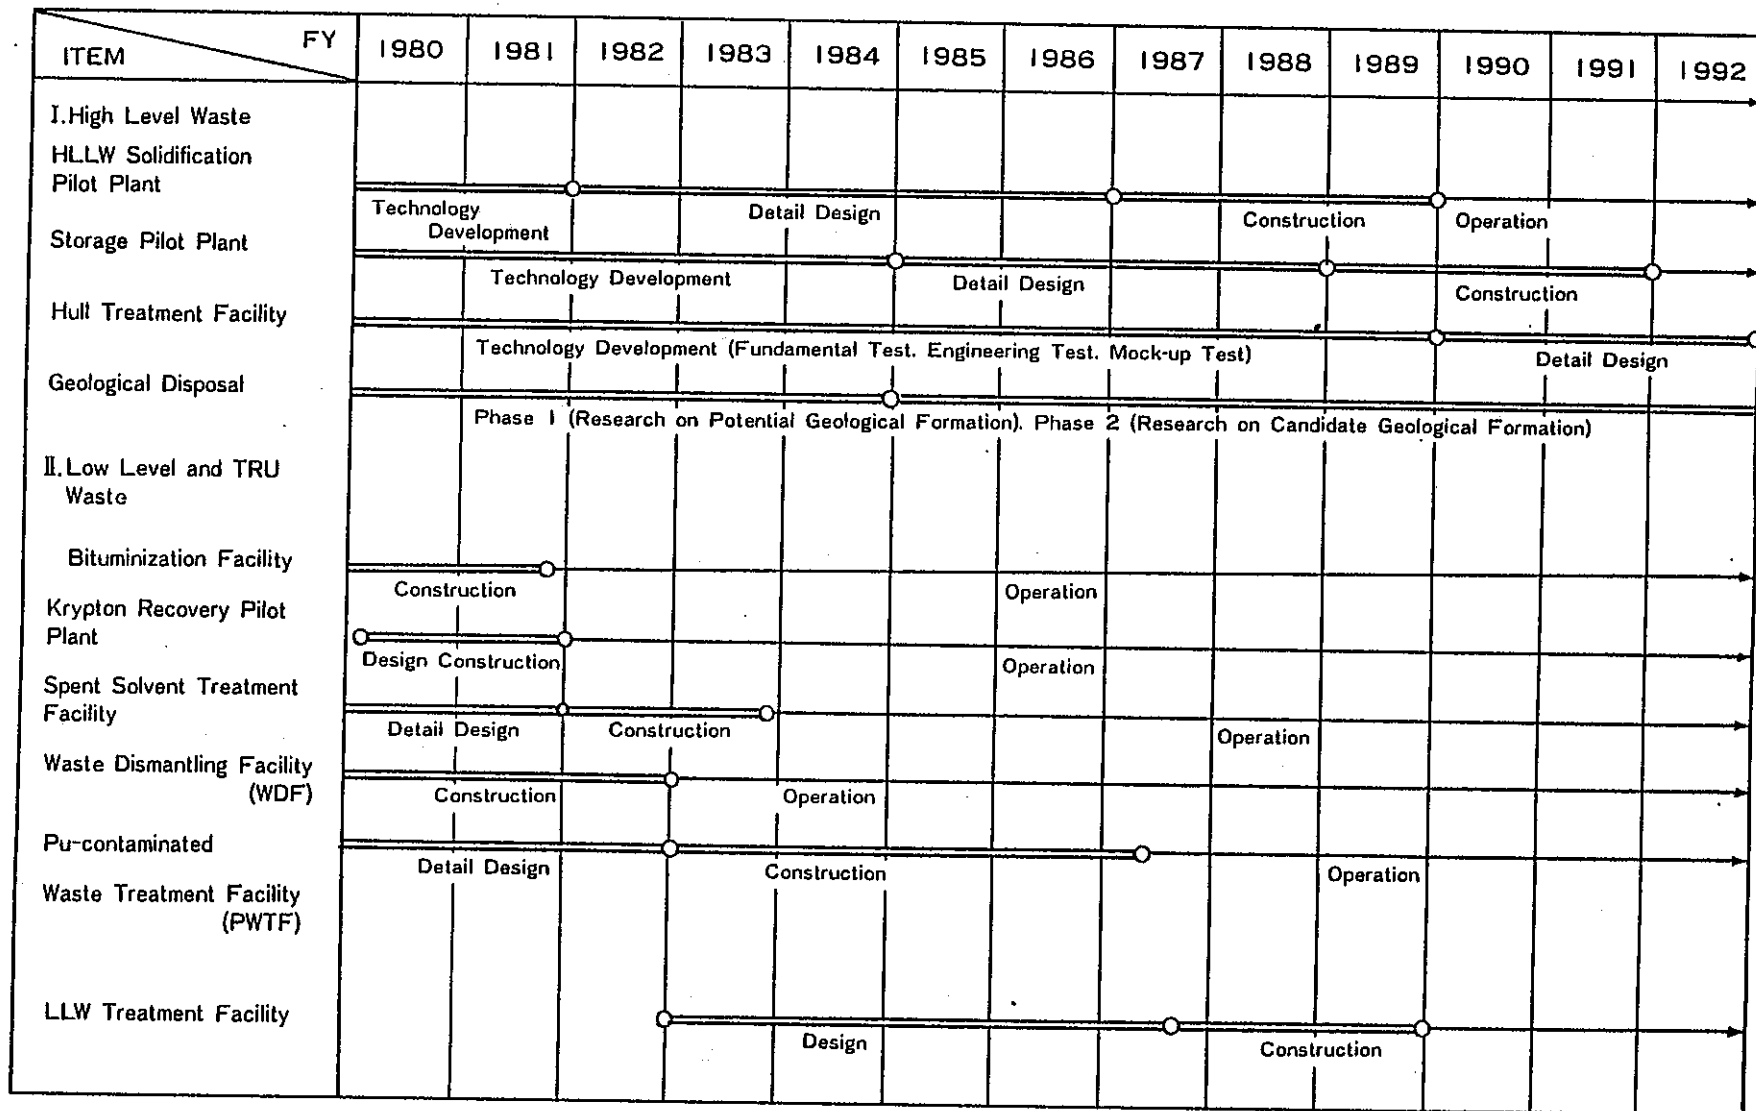 FY
ITEM
1980 1981 1982 1983 1984 1985 1986 1987 1988 1989 1990 1991 1992
I. High Level Waste
HLLW Solidification
Pilot Plant
Technology
Development
Detail Design
Construction
Operation
Storage Pilot Plant
Technology Development
Detail Design
Construction
Hull Treatment Facility
Technology Development (Fundamental Test. Engineering Test. Mock-up Test)
Detail Design
Geological Disposal
Phase 1 (Research on Potential Geological Formation). Phase 2 (Research on Candidate Geological Formation)
II. Low Level and TRU
Waste
Bituminization Facility
Construction
Operation
Krypton Recovery Pilot
Plant
Design Construction
Operation
Spent Solvent Treatment
Facility
Detail Design
Construction
Operation
Waste Dismantling Facility
(WDF)
Construction
Operation
Pu-contaminated
Detail Design
Construction
Operation
Waste Treatment Facility
(PWTF)
LLW Treatment Facility
Design
Construction